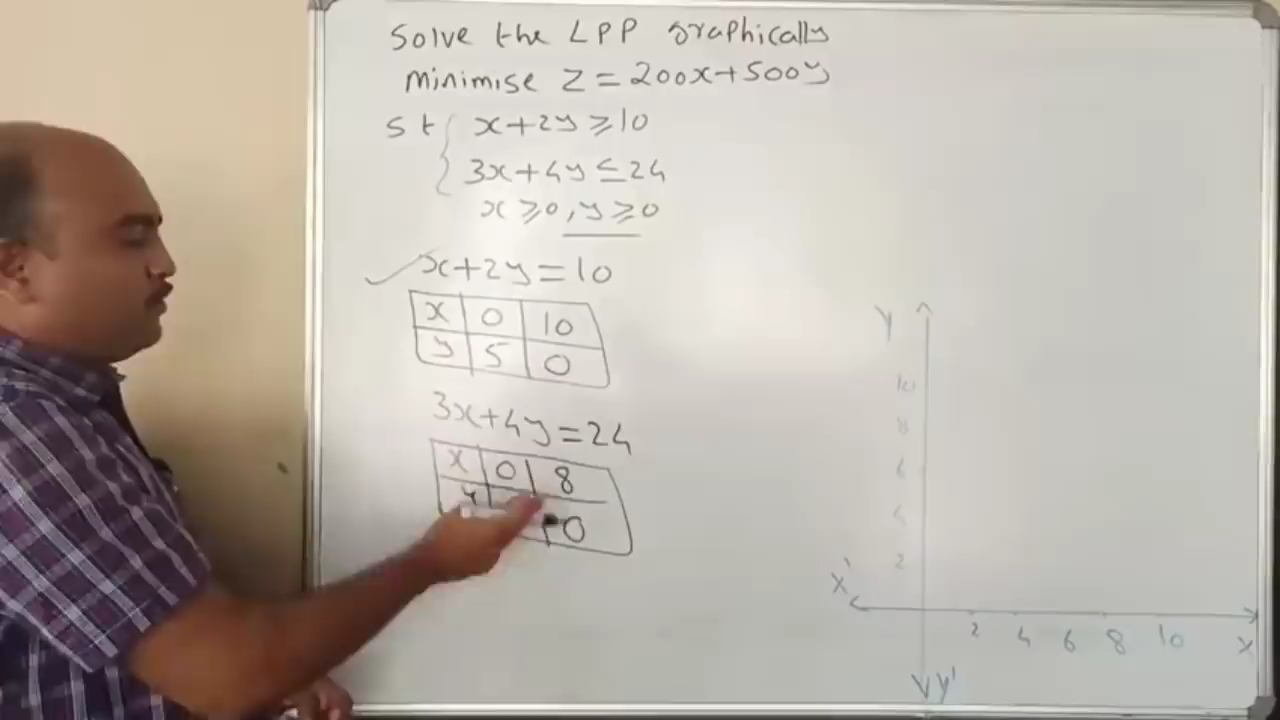 Solve the LPP graphically
Minimise Z = 200x + 500y
St x + 2y ≥ 10
3x + 4y ≤ 24
x ≥ 0, y ≥ 0
x + 2y = 10
x 0 10
y 5 0
3x + 4y = 24
x 0 8
y 0
Y
10
8
6
4
2
X'
2 4 6 8 10 X
Y'